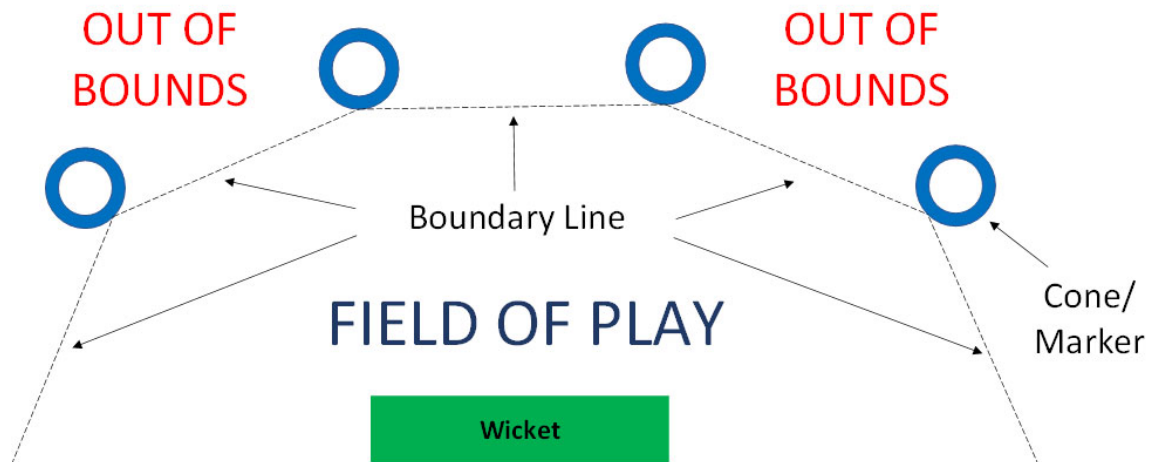 OUT OF
BOUNDS
OUT OF
BOUNDS
Boundary Line
FIELD OF PLAY
Cone/
Marker
Wicket